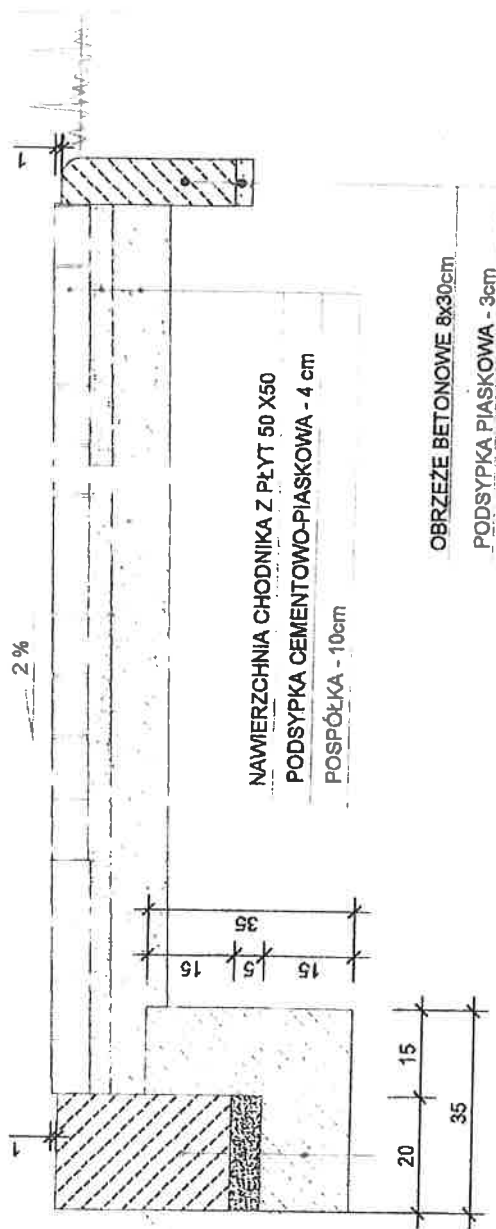 1
2 %
1
NAWIERZCHNIA CHODNIKA Z PŁYT 50 X50
PODSYPKA CEMENTOWO-PIASKOWA - 4 cm
POSPÓŁKA - 10cm
OBRZEŻE BETONOWE 8x30cm
PODSYPKA PIASKOWA - 3cm
15
5
15
35
20
15
35